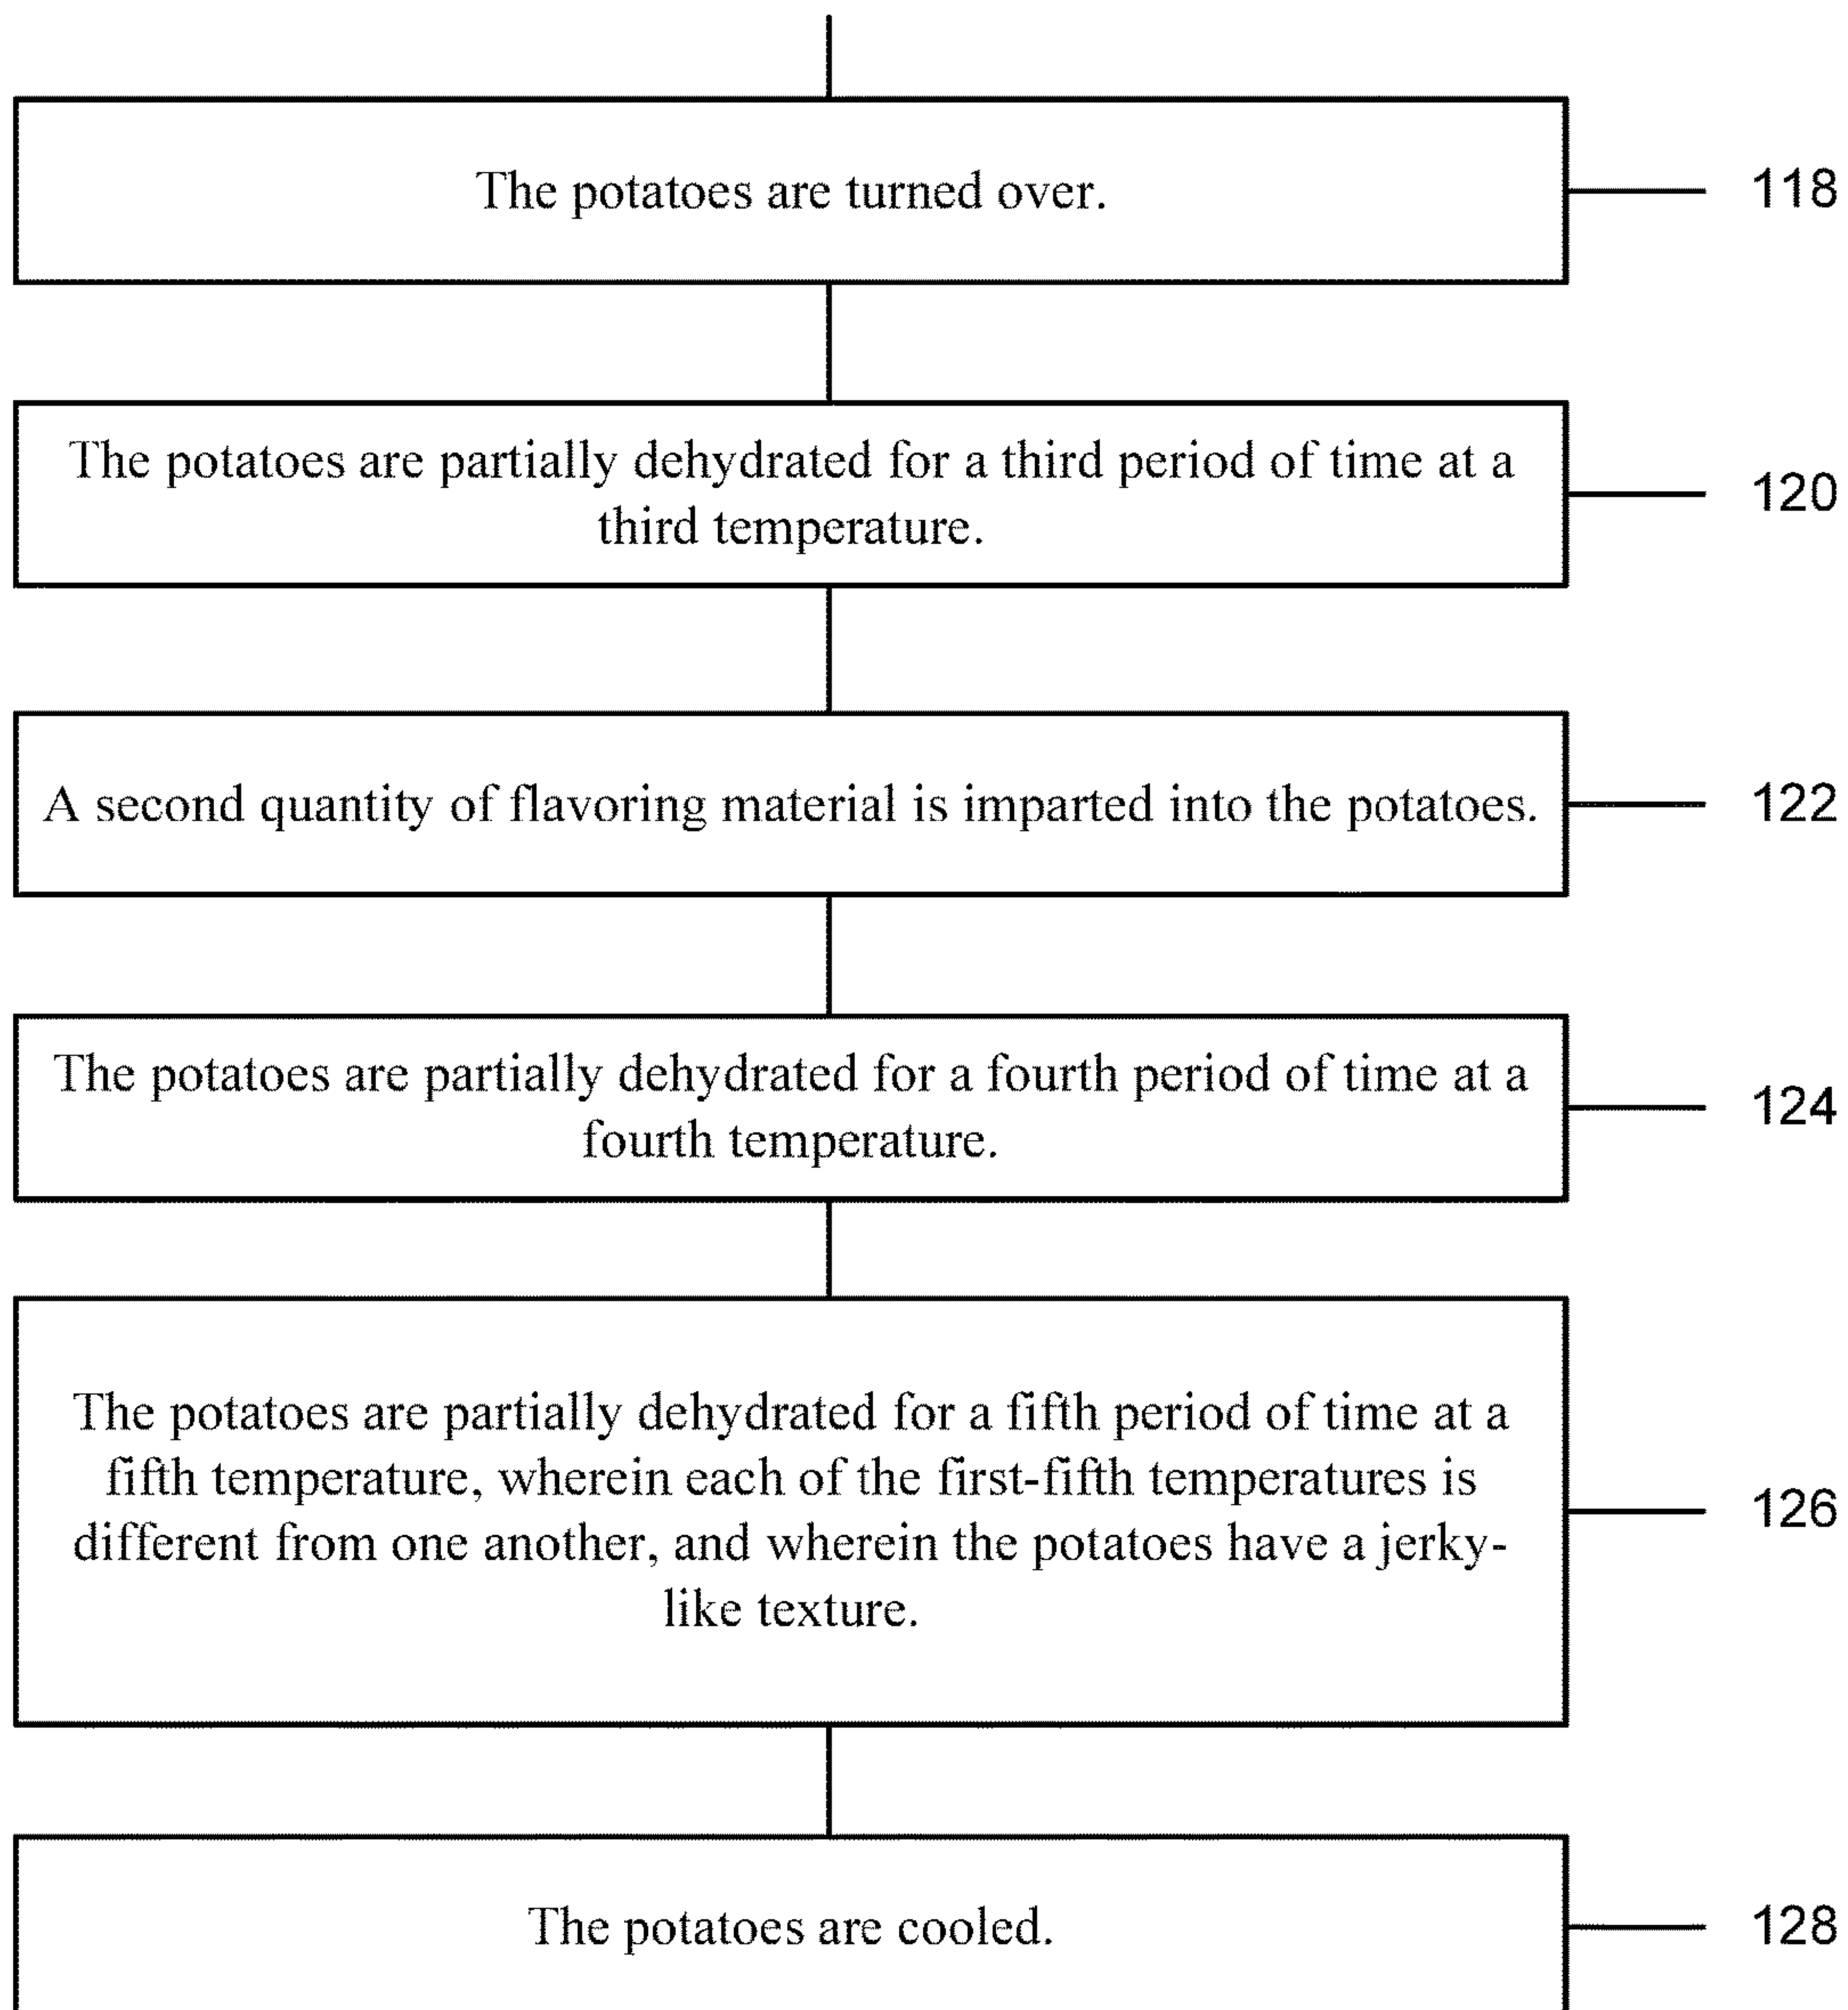 The potatoes are turned over.
118
The potatoes are partially dehydrated for a third period of time at a
third temperature.
120
A second quantity of flavoring material is imparted into the potatoes.
122
The potatoes are partially dehydrated for a fourth period of time at a
fourth temperature.
124
The potatoes are partially dehydrated for a fifth period of time at a
fifth temperature, wherein each of the first-fifth temperatures is
different from one another, and wherein the potatoes have a jerky-
like texture.
126
The potatoes are cooled.
128